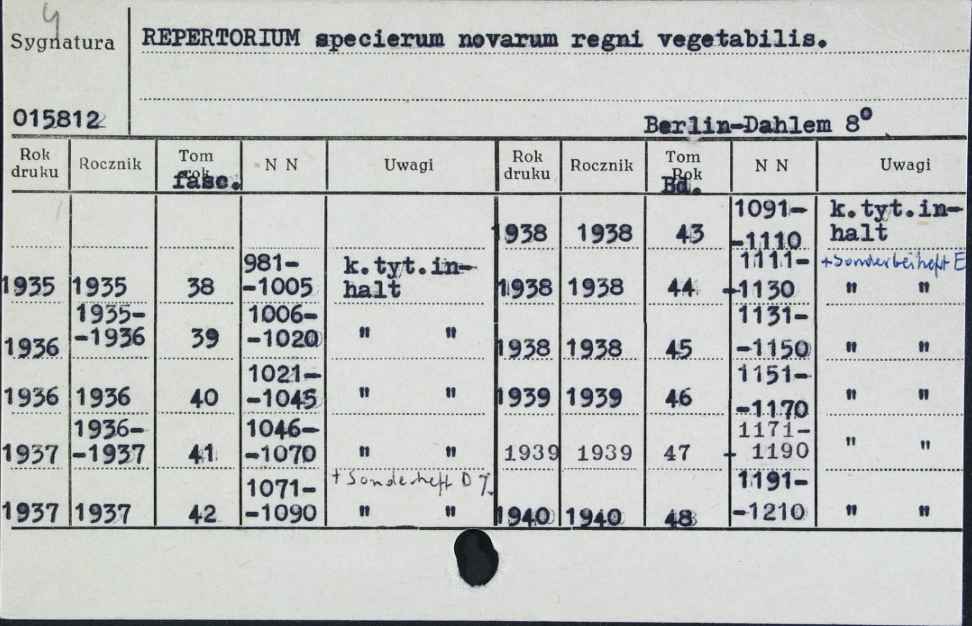 y
Sygnatura
REPERTORIUM specierum novarum regni vegetabilis.
015812
Berlin-Dahlem 8°
Rok druku Rocznik Tom rok fasc. N N Uwagi Rok druku Rocznik Tom Rok Bd. N N Uwagi
1938 1938 43 1091- -1110 k.tyt.in- halt
1935 1935 38 981- -1005 k.tyt.in- halt 1938 1938 44 1111- -1130 +Sonderbeiheft E " "
1936 1935- -1936 39 1006- -1020 " " 1938 1938 45 1131- -1150 " "
1936 1936 40 1021- -1045 " " 1939 1939 46 1151- -1170 " "
1937 1936- -1937 41 1046- -1070 " " 1939 1939 47 1171- - 1190 " "
1937 1937 42 1071- -1090 + Sonderheft D " " 1940 1940 48 1191- -1210 " "